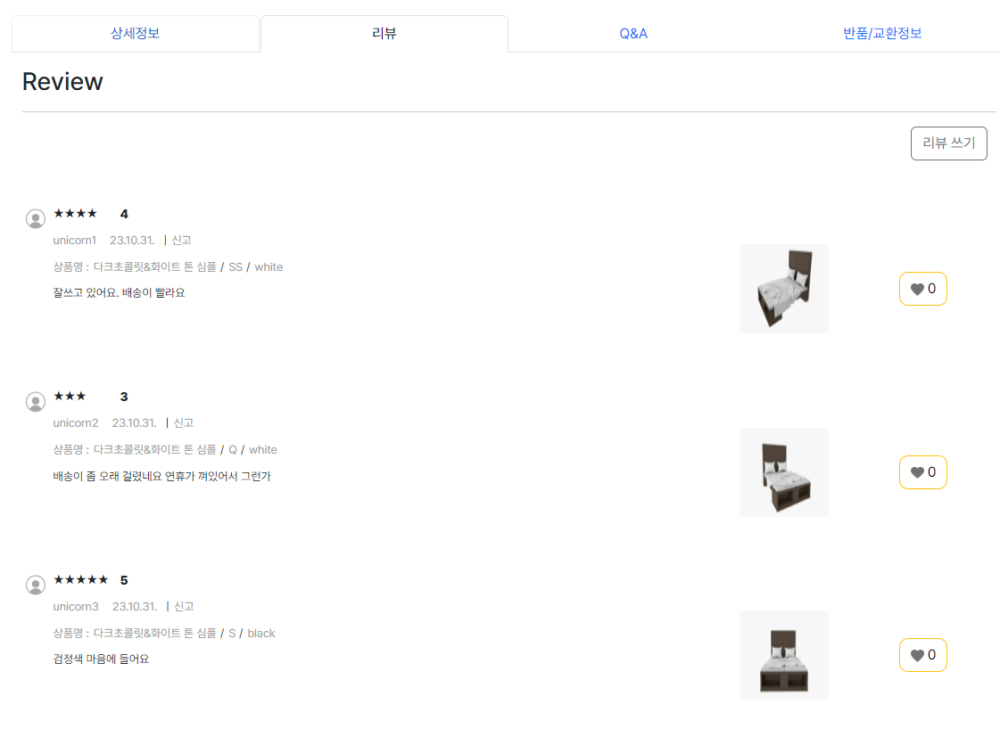 상세정보 리뷰 Q&A 반품/교환정보
Review
리뷰 쓰기
★★★★ 4
unicorn1 23.10.31. | 신고
상품명 : 다크초콜릿&화이트 톤 심플 / SS / white
잘쓰고 있어요. 배송이 빨라요
0
★★★ 3
unicorn2 23.10.31. | 신고
상품명 : 다크초콜릿&화이트 톤 심플 / Q / white
배송이 좀 오래 걸렸네요 연휴가 껴있어서 그런가
0
★★★★★ 5
unicorn3 23.10.31. | 신고
상품명 : 다크초콜릿&화이트 톤 심플 / S / black
검정색 마음에 들어요
0